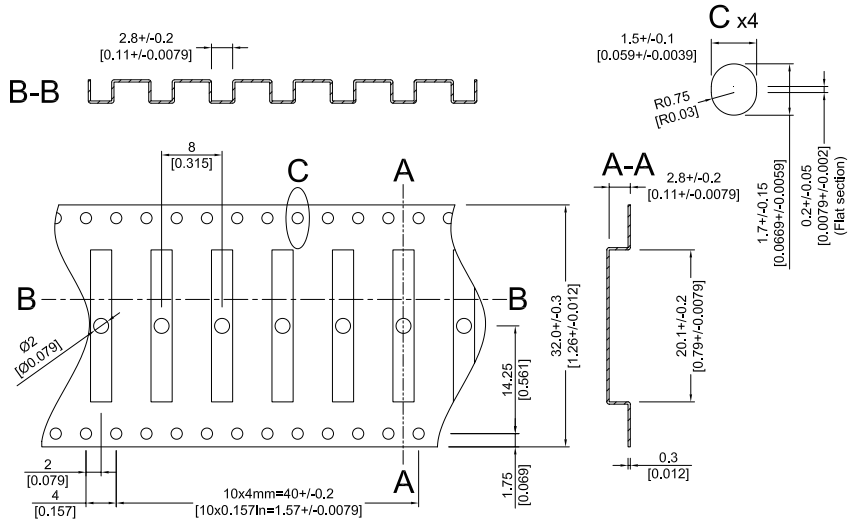 2.8+/-0.2
[0.11+/-0.0079]
B-B
C x4
1.5+/-0.1
[0.059+/-0.0039]
R0.75
[R0.03]
1.7+/-0.15
[0.0669+/-0.0059]
0.2+/-0.05
[0.0079+/-0.002]
(Flat section)
8
[0.315]
C
A
A-A
2.8+/-0.2
[0.11+/-0.0079]
B
B
Ø2
[Ø0.079]
14.25
[0.561]
32.0+/-0.3
[1.26+/-0.012]
20.1+/-0.2
[0.79+/-0.0079]
2
[0.079]
4
[0.157]
10x4mm=40+/-0.2
[10x0.157In=1.57+/-0.0079]
A
1.75
[0.069]
0.3
[0.012]